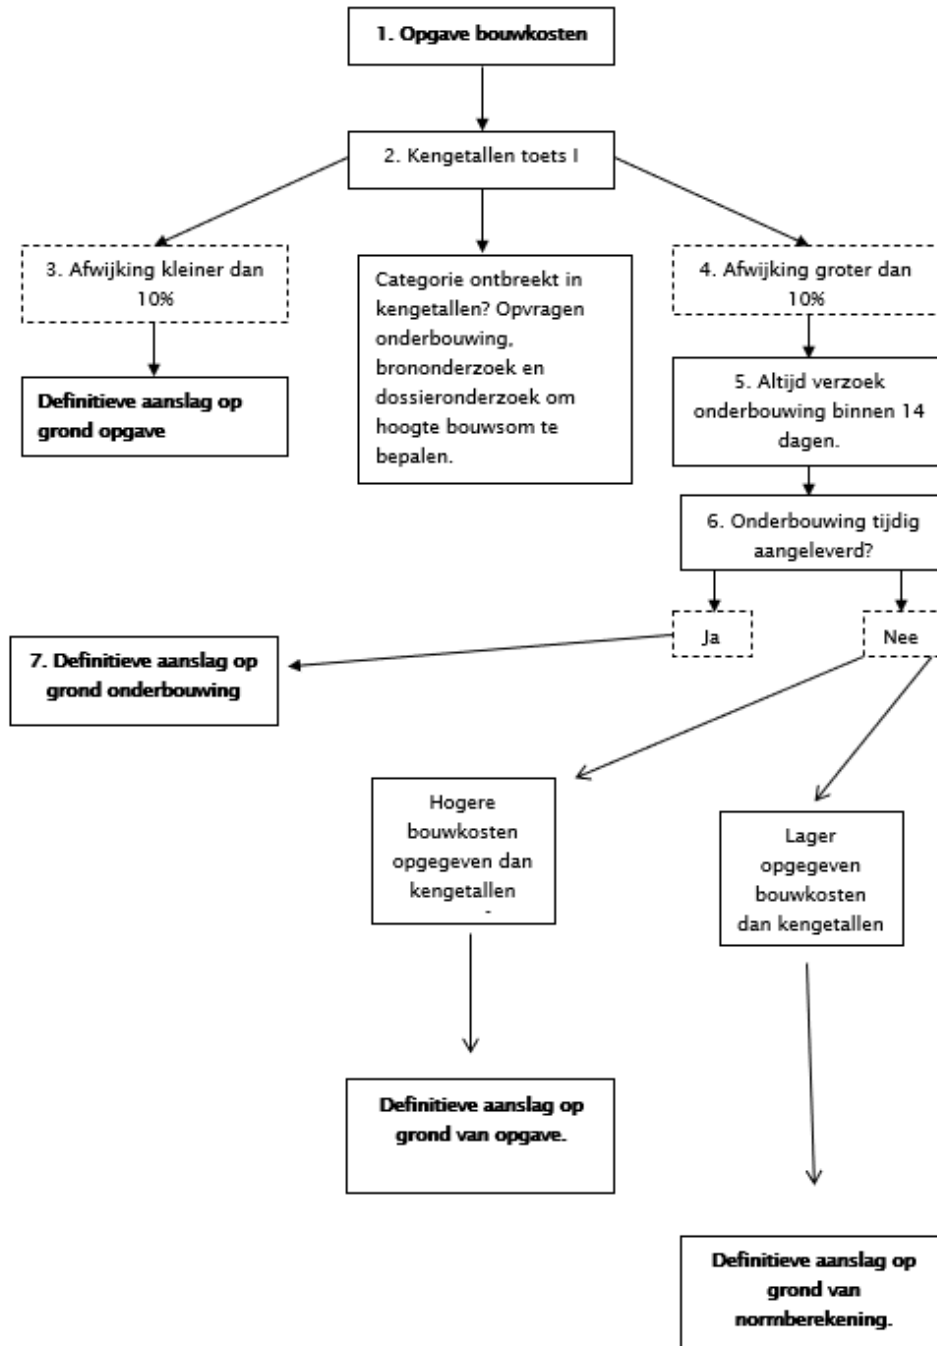 1. Opgave bouwkosten
2. Kengetallen toets I
3. Afwijking kleiner dan
10%
Categorie ontbreekt in
kengetallen? Opvragen
onderbouwing,
brononderzoek en
dossieronderzoek om
hoogte bouwsom te
bepalen.
4. Afwijking groter dan
10%
Definitieve aanslag op
grond opgave
5. Altijd verzoek
onderbouwing binnen 14
dagen.
6. Onderbouwing tijdig
aangeleverd?
Ja
Nee
7. Definitieve aanslag op
grond onderbouwing
Hogere
bouwkosten
opgegeven dan
kengetallen
Lager
opgegeven
bouwkosten
dan kengetallen
Definitieve aanslag op
grond van opgave.
Definitieve aanslag op
grond van
normberekening.